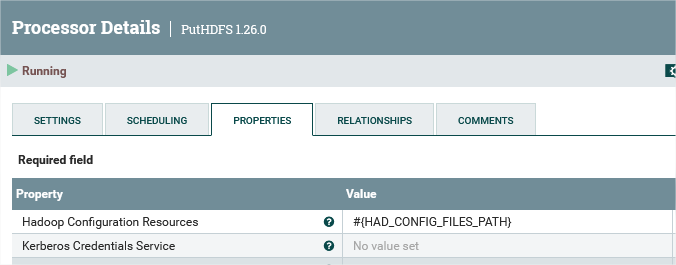 Processor Details | PutHDFS 1.26.0
Running
SETTINGS SCHEDULING PROPERTIES RELATIONSHIPS COMMENTS
Required field
Property Value
Hadoop Configuration Resources ? #{HAD_CONFIG_FILES_PATH}
Kerberos Credentials Service ? No value set